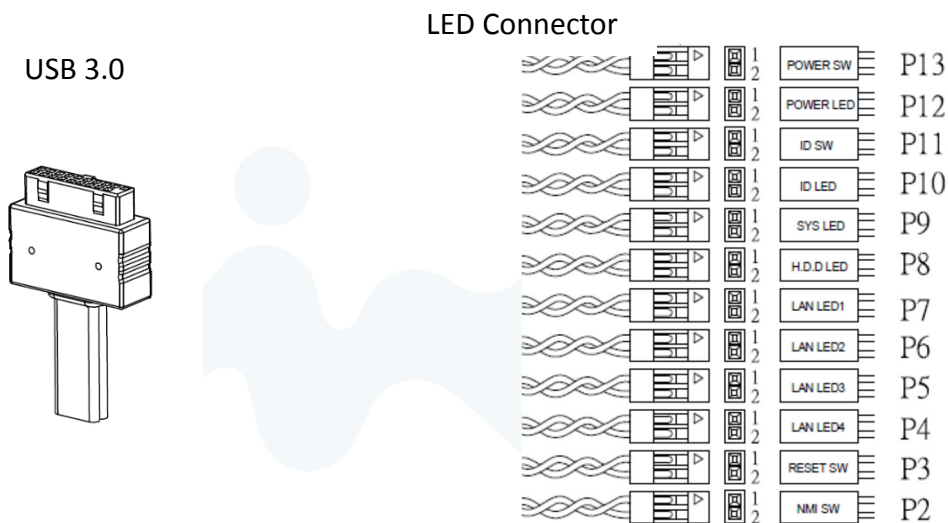 LED Connector
USB 3.0
1
2
POWER SW
P13
1
2
POWER LED
P12
1
2
ID SW
P11
1
2
ID LED
P10
1
2
SYS LED
P9
1
2
H.D.D LED
P8
1
2
LAN LED1
P7
1
2
LAN LED2
P6
1
2
LAN LED3
P5
1
2
LAN LED4
P4
1
2
RESET SW
P3
1
2
NMI SW
P2